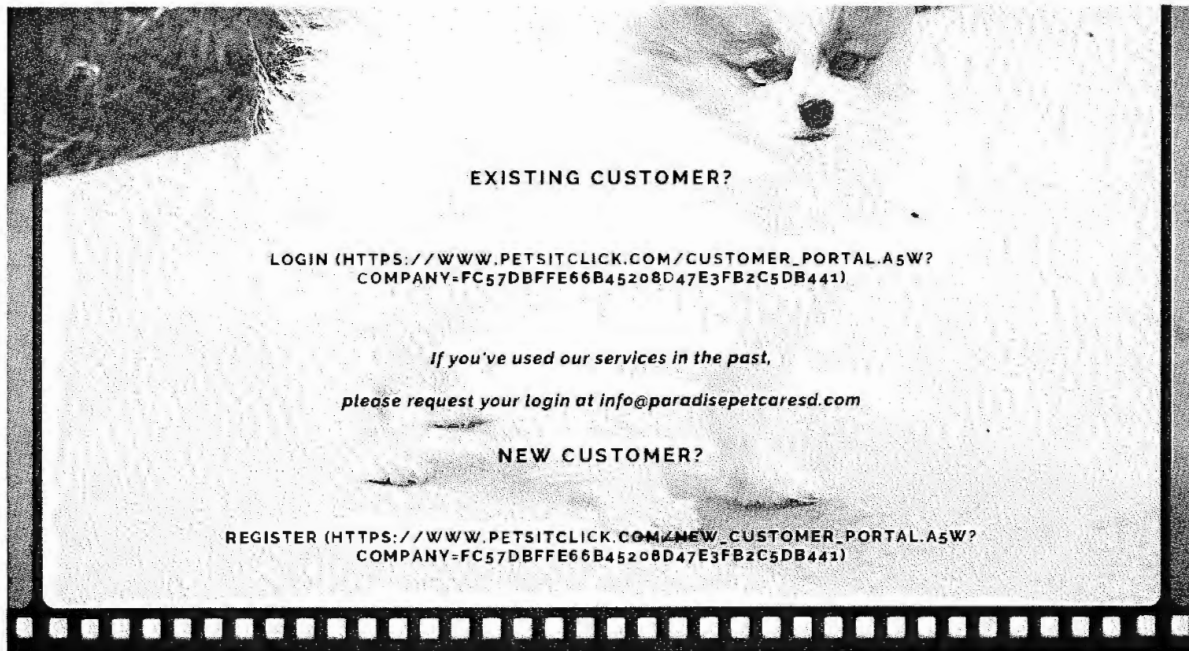 EXISTING CUSTOMER?
LOGIN (HTTPS://WWW.PETSITCLICK.COM/CUSTOMER_PORTAL.A5W?
COMPANY=FC57DBFFE66B45208D47E3FB2C5DB441)
If you've used our services in the past,
please request your login at info@paradisepetcaresd.com
NEW CUSTOMER?
REGISTER (HTTPS://WWW.PETSITCLICK.COM/NEW_CUSTOMER_PORTAL.A5W?
COMPANY=FC57DBFFE66B45208D47E3FB2C5DB441)